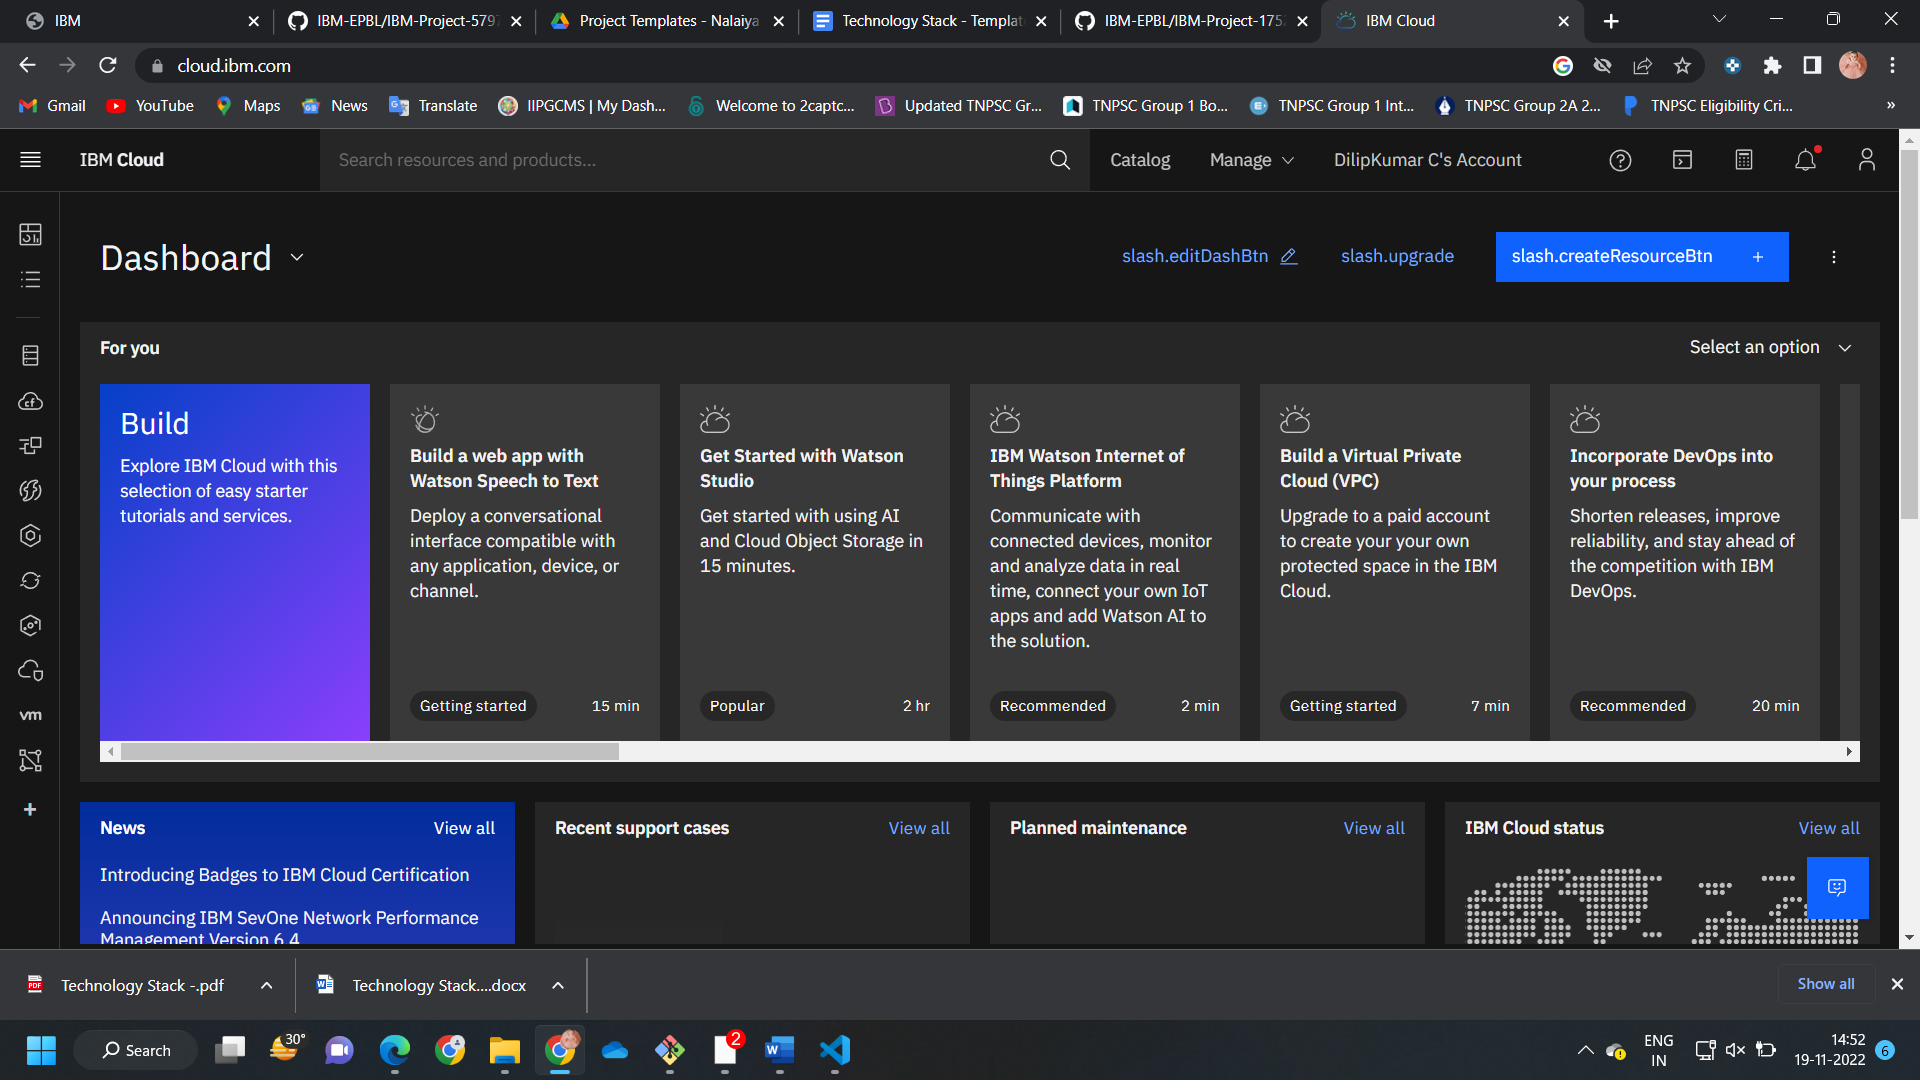 IBM
IBM-EPBL/IBM-Project-5797
Project Templates - Nalaiya
Technology Stack - Templat
IBM-EPBL/IBM-Project-1752
IBM Cloud
cloud.ibm.com
Gmail
YouTube
Maps
News
Translate
IIPGCMS | My Dash...
Welcome to 2captc...
Updated TNPSC Gr...
TNPSC Group 1 Bo...
TNPSC Group 1 Int...
TNPSC Group 2A 2...
TNPSC Eligibility Cri...
»
IBM Cloud
Search resources and products...
Catalog
Manage
DilipKumar C's Account
Dashboard
slash.editDashBtn
slash.upgrade
slash.createResourceBtn +
For you
Select an option
Build
Explore IBM Cloud with this
selection of easy starter
tutorials and services.
Build a web app with
Watson Speech to Text
Deploy a conversational
interface compatible with
any application, device, or
channel.
Getting started
15 min
Get Started with Watson
Studio
Get started with using AI
and Cloud Object Storage in
15 minutes.
Popular
2 hr
IBM Watson Internet of
Things Platform
Communicate with
connected devices, monitor
and analyze data in real
time, connect your own IoT
apps and add Watson AI to
the solution.
Recommended
2 min
Build a Virtual Private
Cloud (VPC)
Upgrade to a paid account
to create your your own
protected space in the IBM
Cloud.
Getting started
7 min
Incorporate DevOps into
your process
Shorten releases, improve
reliability, and stay ahead of
the competition with IBM
DevOps.
Recommended
20 min
cf
vm
News
View all
Introducing Badges to IBM Cloud Certification
Announcing IBM SevOne Network Performance
Management Version 6.4
Recent support cases
View all
Planned maintenance
View all
IBM Cloud status
View all
PDF
Technology Stack -.pdf
Technology Stack....docx
Show all
Search
30°
2
ENG
IN
14:52
19-11-2022
6